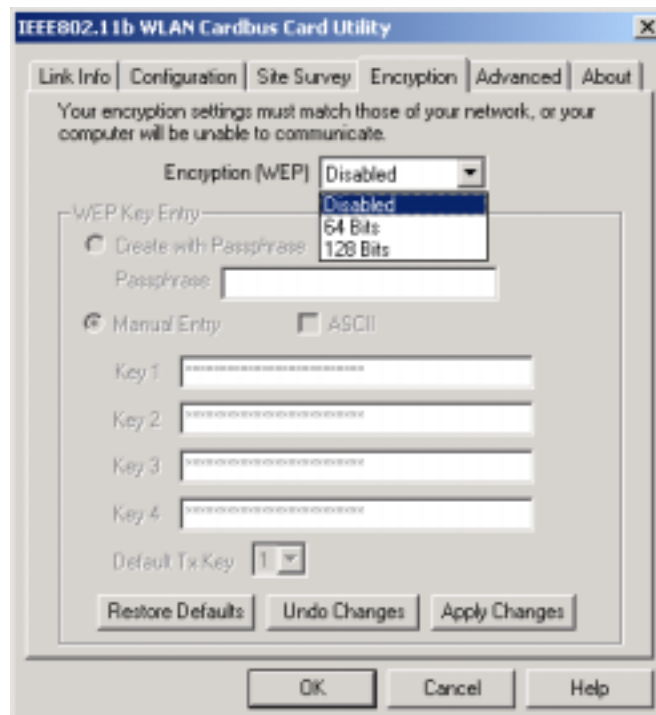 IEEE802.11b WLAN Cardbus Card Utility
Link Info Configuration Site Survey Encryption Advanced About
Your encryption settings must match those of your network, or your
computer will be unable to communicate.
Encryption (WEP) Disabled
Disabled
64 Bits
128 Bits
WEP Key Entry
Create with Passphrase
Passphrase
Manual Entry ASCII
Key 1 ********************
Key 2 ********************
Key 3 ********************
Key 4 ********************
Default Tx Key 1
Restore Defaults Undo Changes Apply Changes
OK Cancel Help